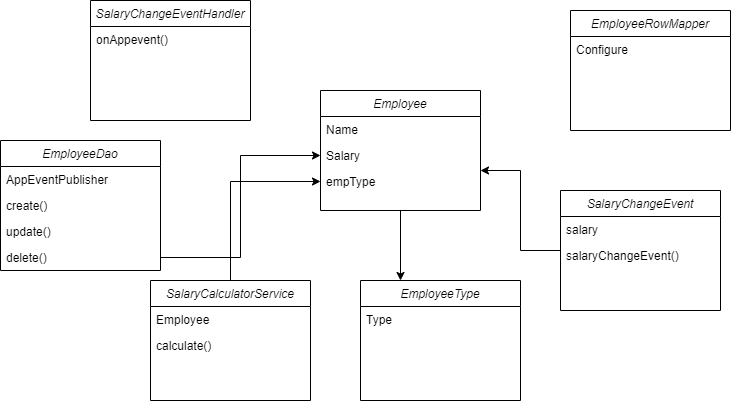 SalaryChangeEventHandler
onAppevent()
EmployeeRowMapper
Configure
Employee
Name
Salary
empType
EmployeeDao
AppEventPublisher
create()
update()
delete()
SalaryChangeEvent
salary
salaryChangeEvent()
SalaryCalculatorService
Employee
calculate()
EmployeeType
Type